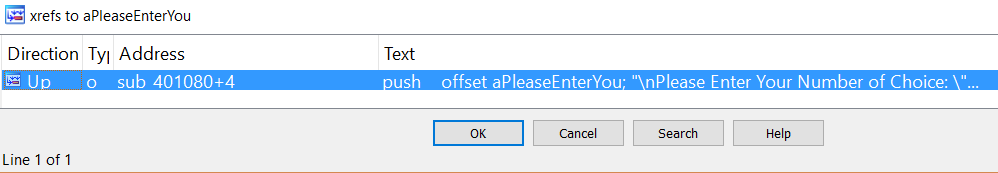 xrefs to aPleaseEnterYou
Direction Typ Address Text
Up o sub_401080+4 push offset aPleaseEnterYou; "\nPlease Enter Your Number of Choice: \"...
OK Cancel Search Help
Line 1 of 1